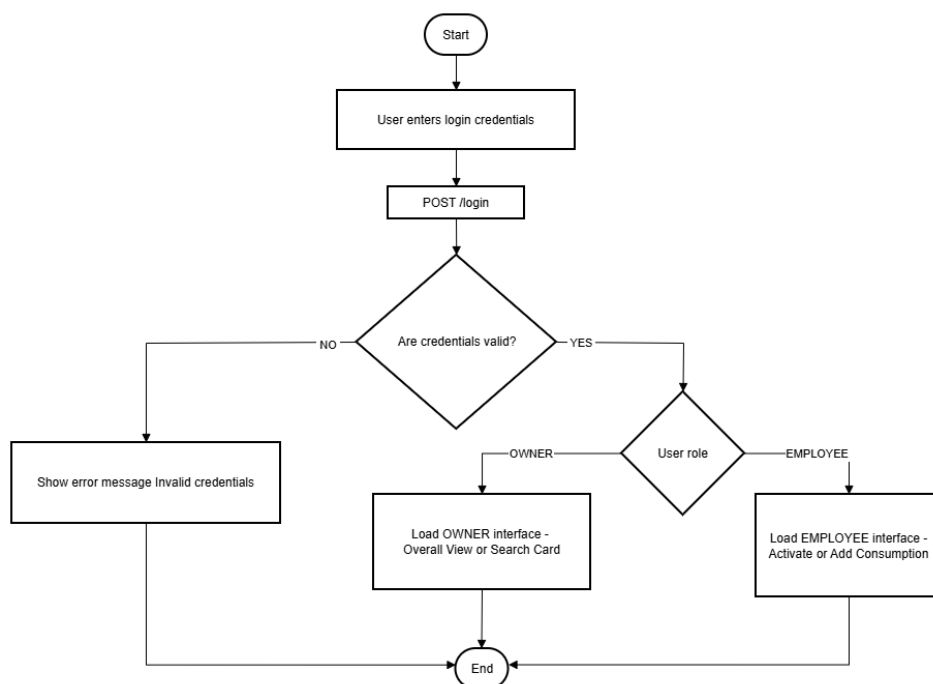 Start
User enters login credentials
POST /login
Are credentials valid?
NO
YES
User role
OWNER
EMPLOYEE
Show error message Invalid credentials
Load OWNER interface -
Overall View or Search Card
Load EMPLOYEE interface -
Activate or Add Consumption
End